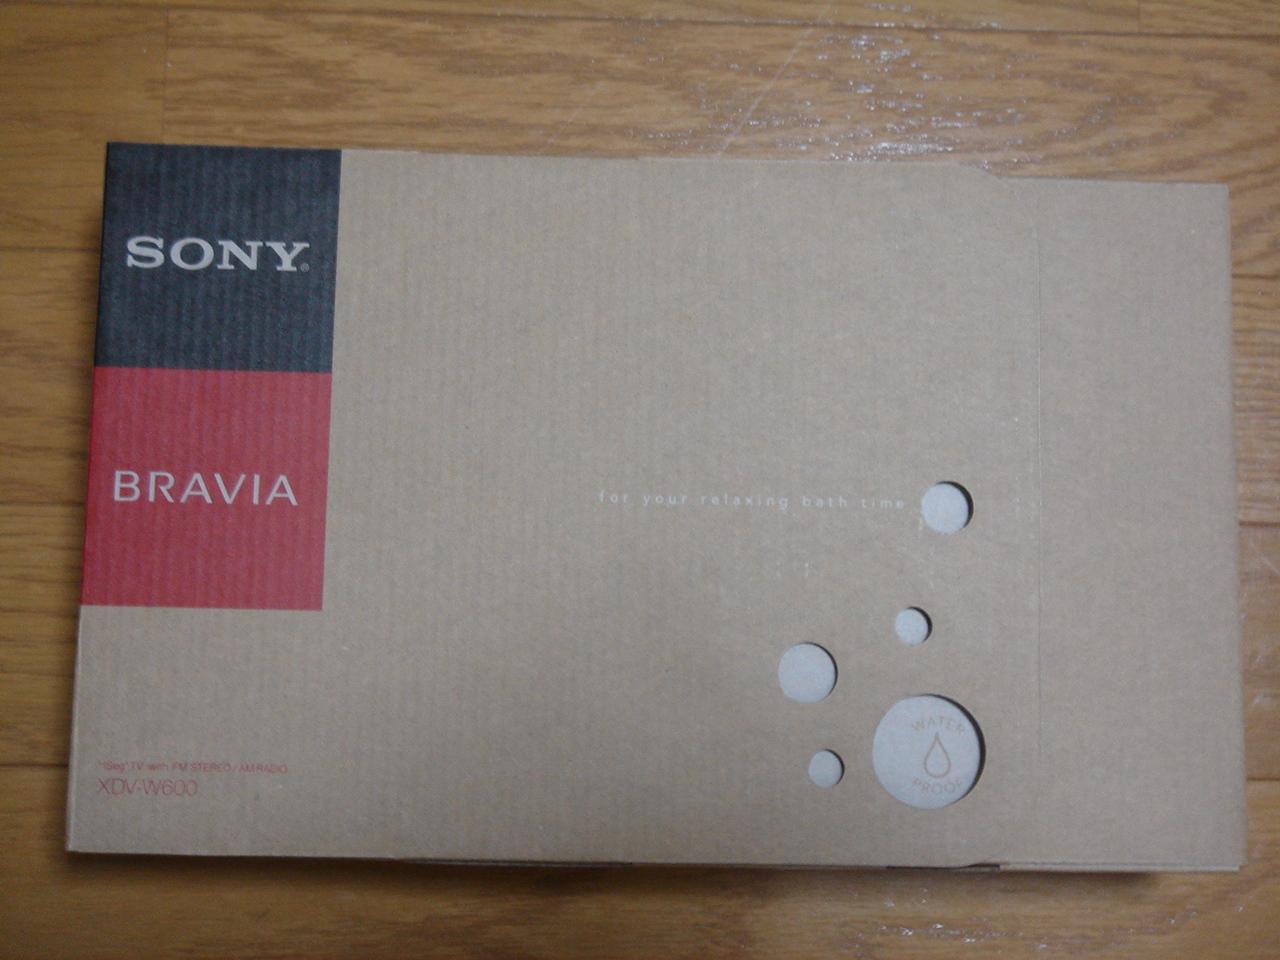 SONY®
BRAVIA
for your relaxing bath time
WATER
PROOF
"1Seg" TV with FM STEREO / AM RADIO
XDV-W600